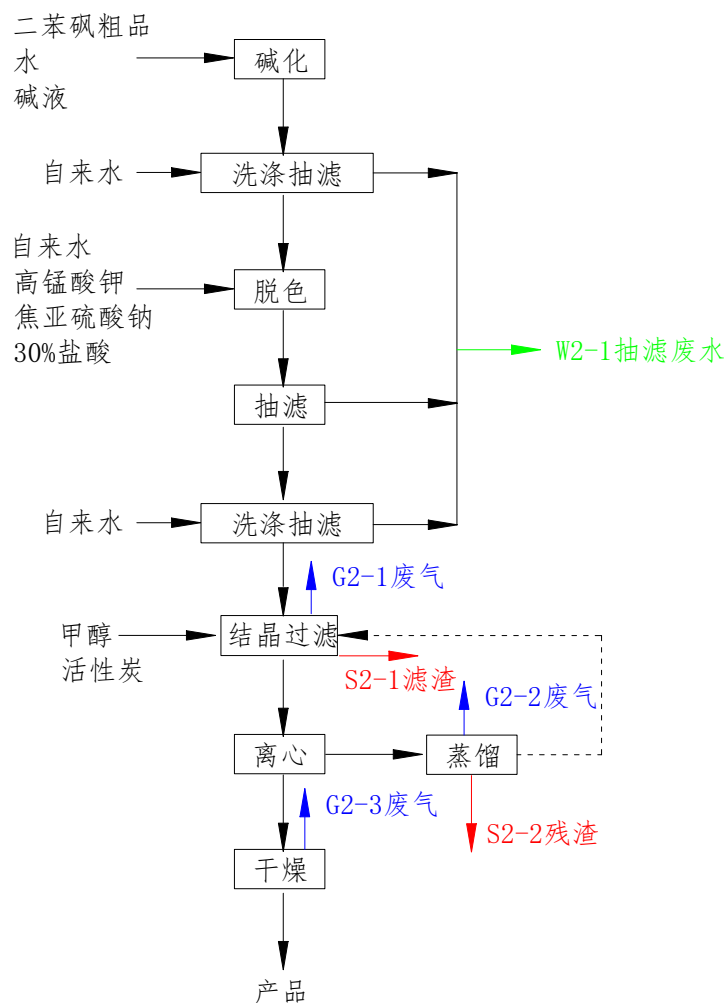 二苯砜粗品
水
碱液
碱化
自来水
洗涤抽滤
自来水
高锰酸钾
焦亚硫酸钠
30%盐酸
脱色
W2-1抽滤废水
抽滤
自来水
洗涤抽滤
G2-1废气
甲醇
活性炭
结晶过滤
S2-1滤渣
G2-2废气
离心
蒸馏
G2-3废气
S2-2残渣
干燥
产品